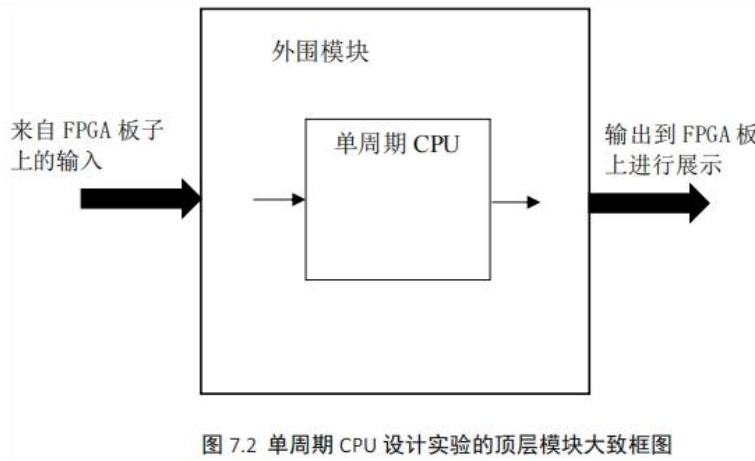 外围模块
来自 FPGA 板子
上的输入
单周期 CPU
输出到 FPGA 板
上进行展示
图 7.2 单周期 CPU 设计实验的顶层模块大致框图